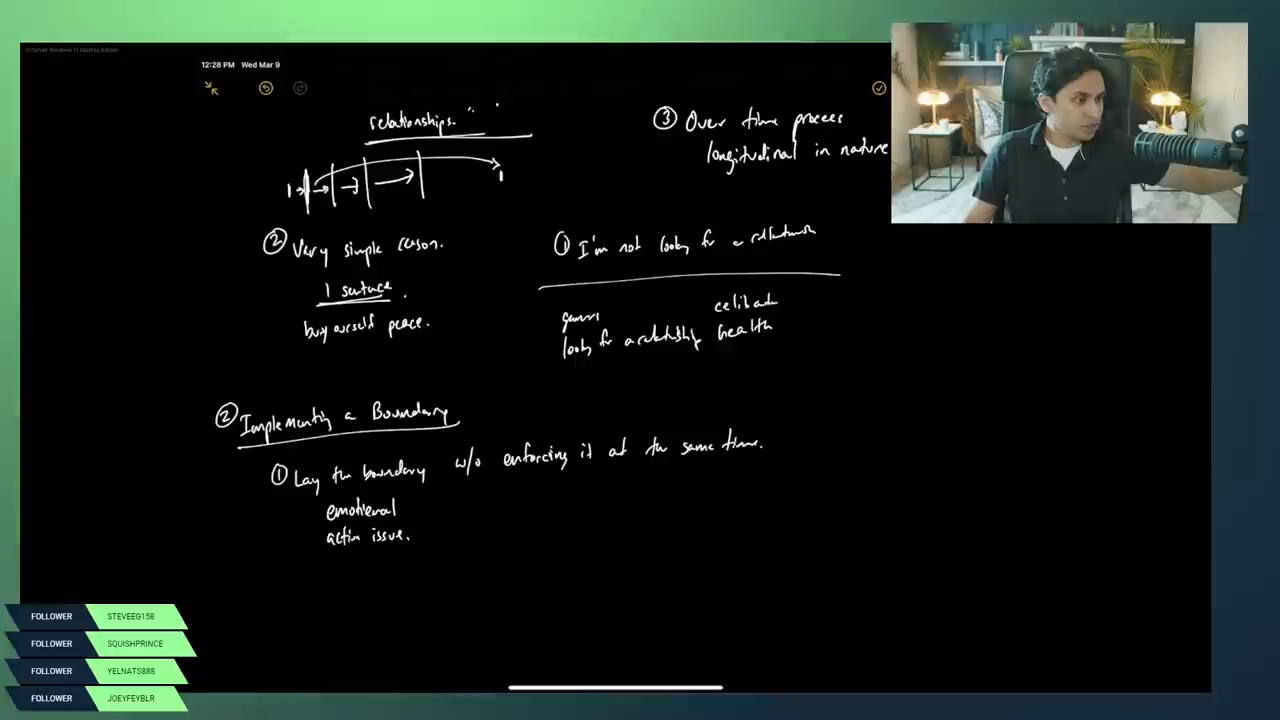 12:28 PM Wed Mar 9
relationships. " "
③ Over time process
longitudinal in nature
② Very simple reason.
1 sentence.
buy ourself peace.
① I'm not looking for a relationship
looking for a relationship health
② Implementing a Boundary
① Lay the boundary w/o enforcing it at the same time.
emotional
action issue.
FOLLOWER STEVEEG158
FOLLOWER SQUISHPRINCE
FOLLOWER YELNATS888
FOLLOWER JOEYFEYBLR